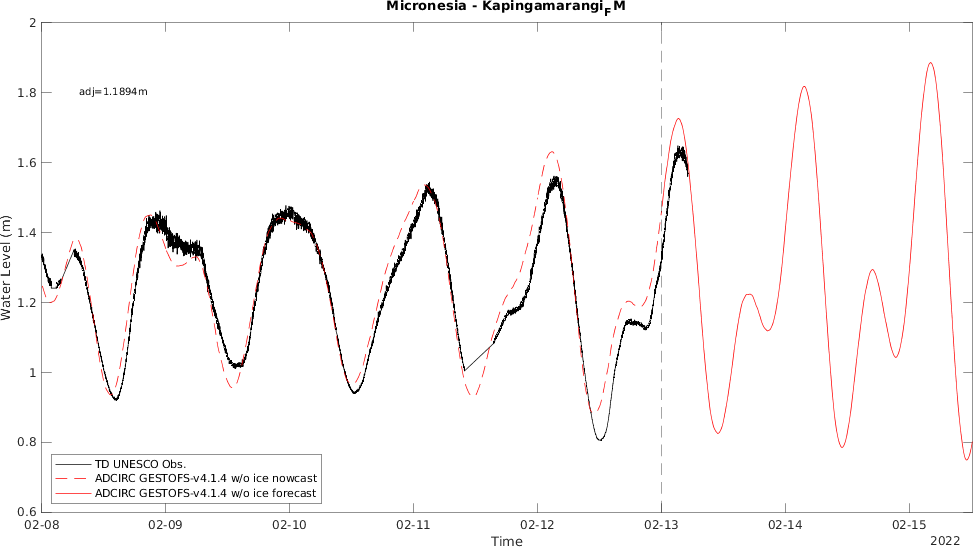 Micronesia - Kapingamarangi_FM
2
1.8
adj=1.1894m
1.6
1.4
1.2
1
0.8
0.6
Water Level (m)
TD UNESCO Obs.
ADCIRC GESTOFS-v4.1.4 w/o ice nowcast
ADCIRC GESTOFS-v4.1.4 w/o ice forecast
02-08 02-09 02-10 02-11 02-12 02-13 02-14 02-15
Time
2022